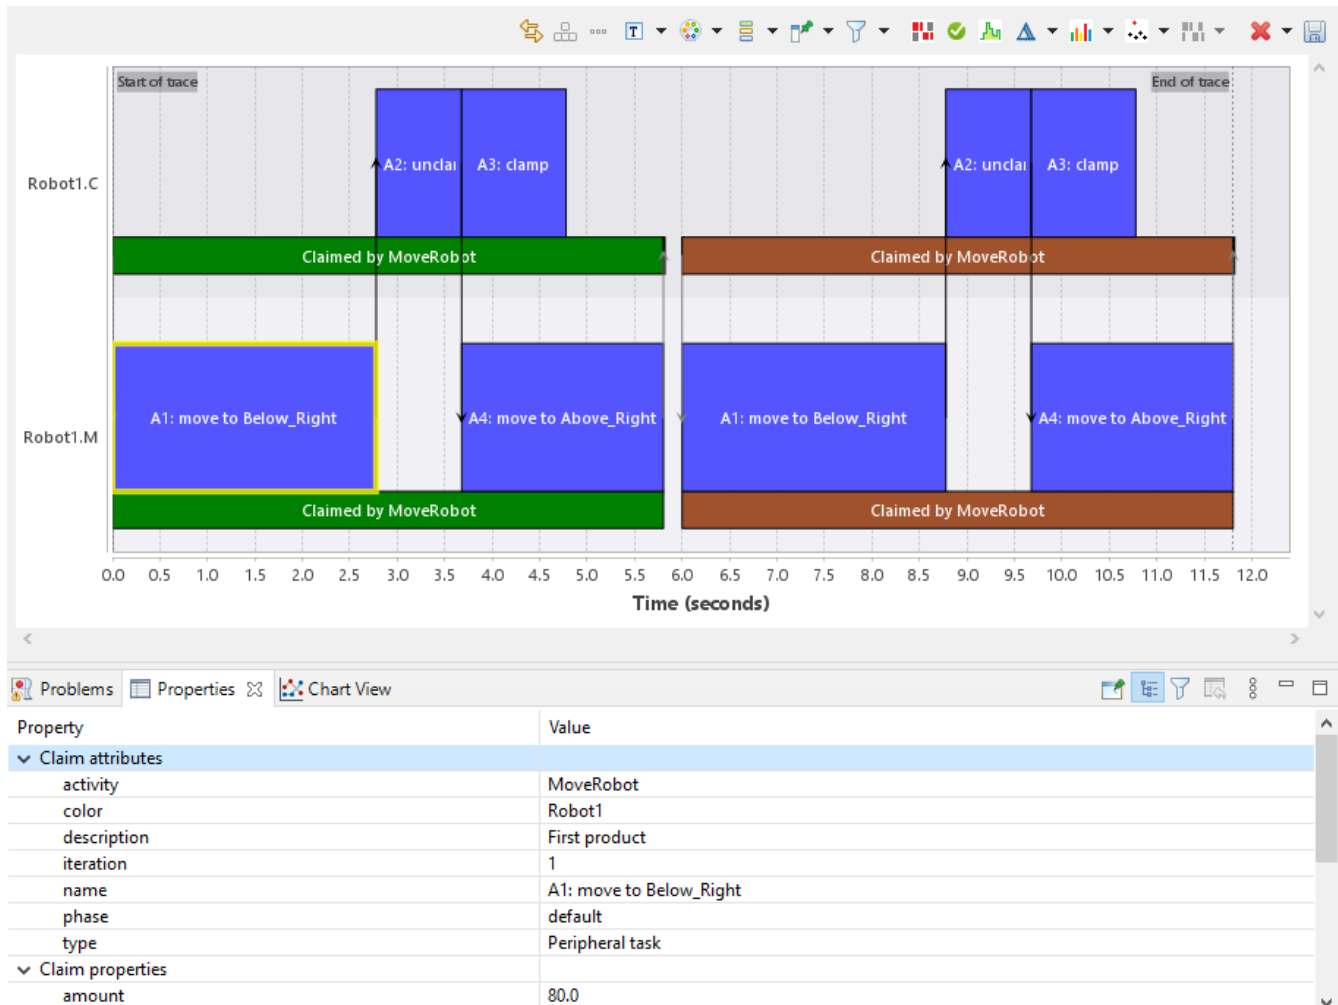 Start of trace
End of trace
A2: unclar
A3: clamp
A2: unclar
A3: clamp
Robot1.C
Claimed by MoveRobot
Claimed by MoveRobot
A1: move to Below_Right
A4: move to Above_Right
A1: move to Below_Right
A4: move to Above_Right
Robot1.M
Claimed by MoveRobot
Claimed by MoveRobot
0.0 0.5 1.0 1.5 2.0 2.5 3.0 3.5 4.0 4.5 5.0 5.5 6.0 6.5 7.0 7.5 8.0 8.5 9.0 9.5 10.0 10.5 11.0 11.5 12.0
Time (seconds)
Problems Properties Chart View
Property Value
Claim attributes
activity MoveRobot
color Robot1
description First product
iteration 1
name A1: move to Below_Right
phase default
type Peripheral task
Claim properties
amount 80.0